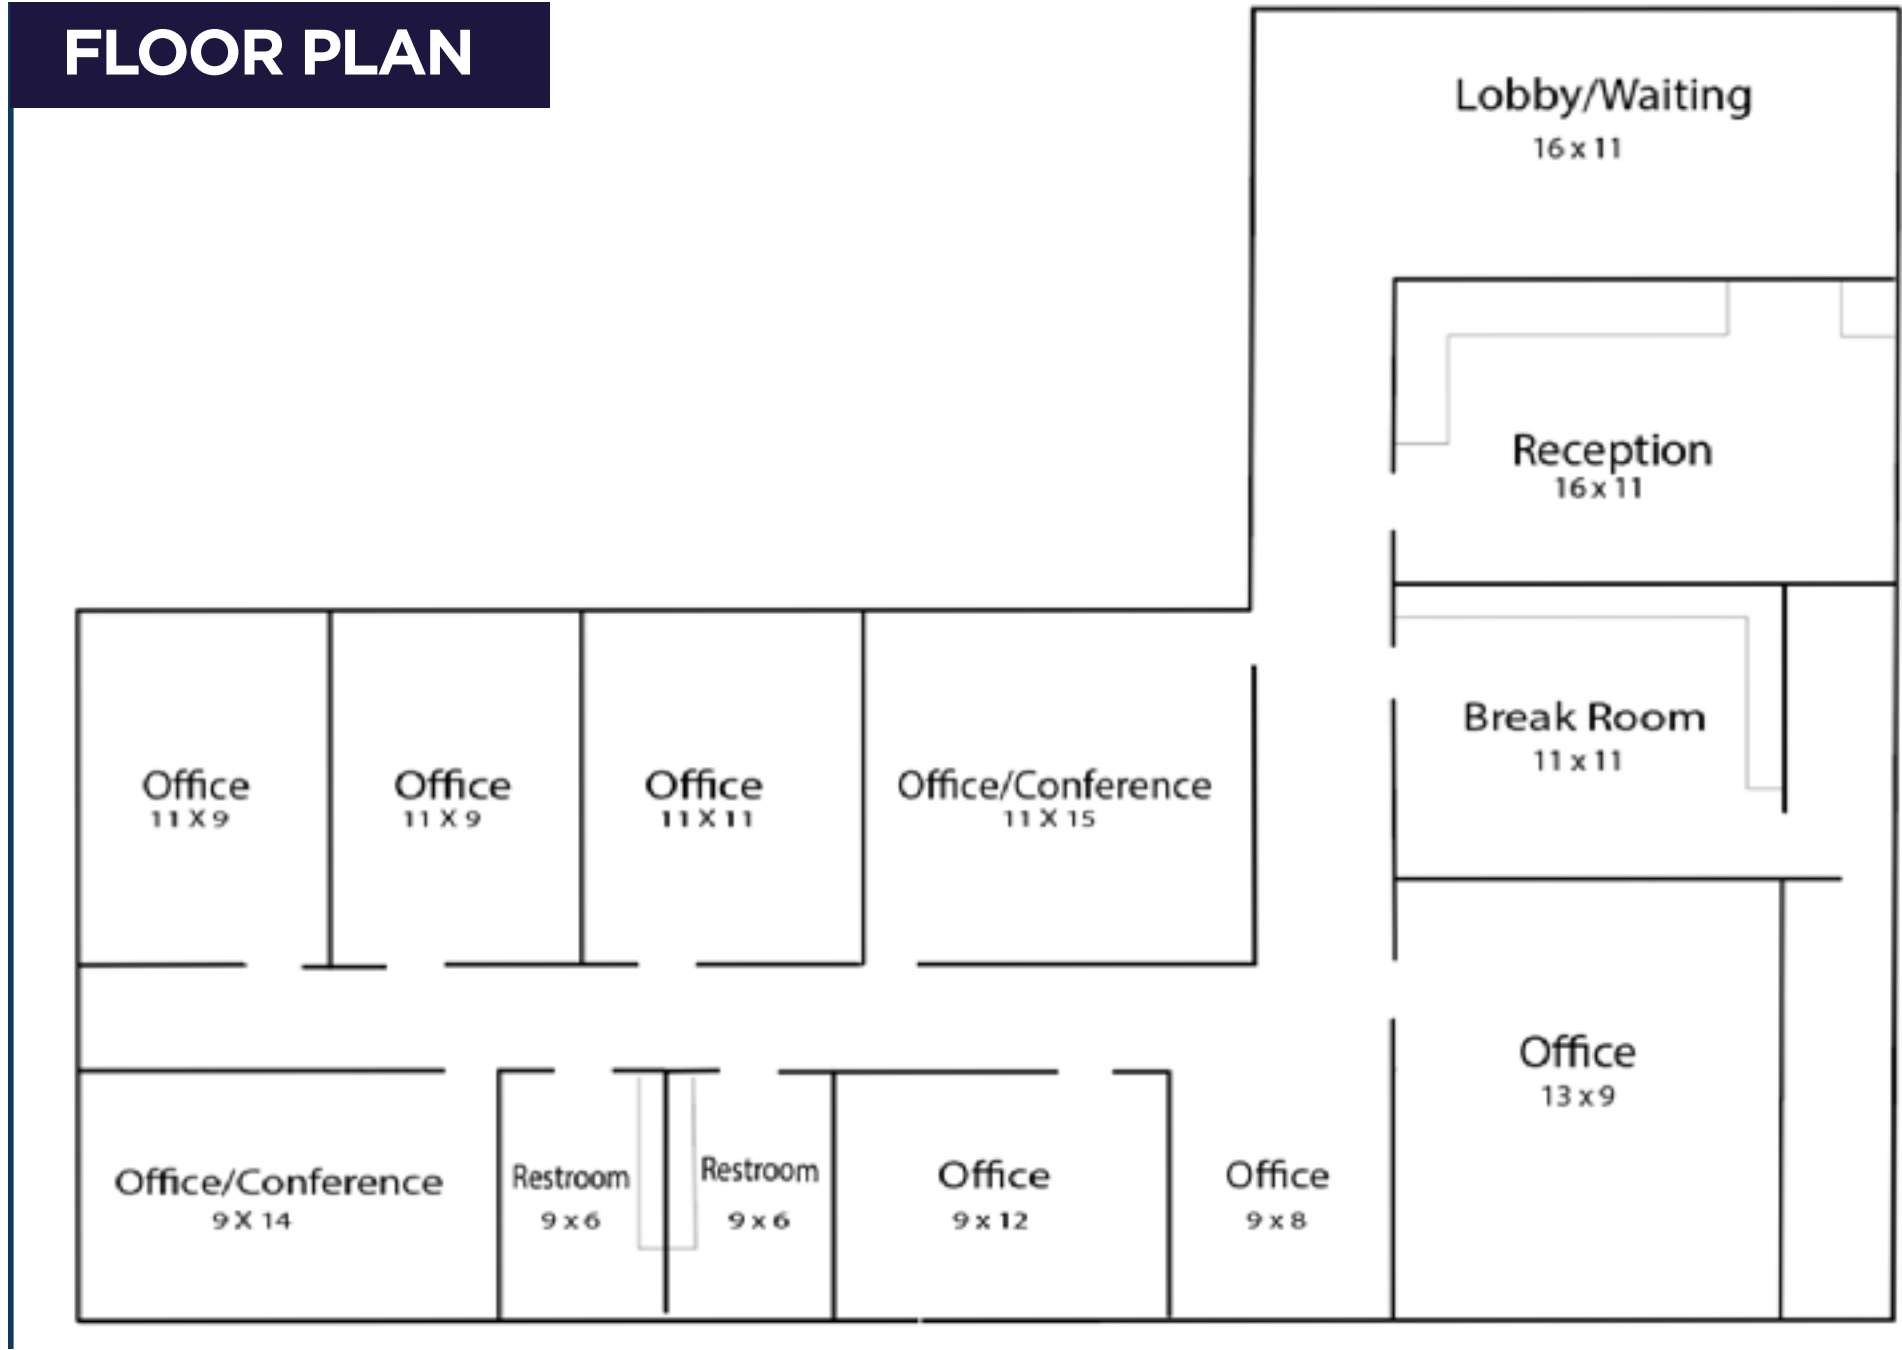 FLOOR PLAN
Lobby/Waiting
16 x 11
Reception
16 x 11
Break Room
11 x 11
Office
11 X 9
Office
11 X 9
Office
11 X 11
Office/Conference
11 X 15
Office
13 x 9
Office/Conference
9 X 14
Restroom
9 x 6
Restroom
9 x 6
Office
9 x 12
Office
9 x 8